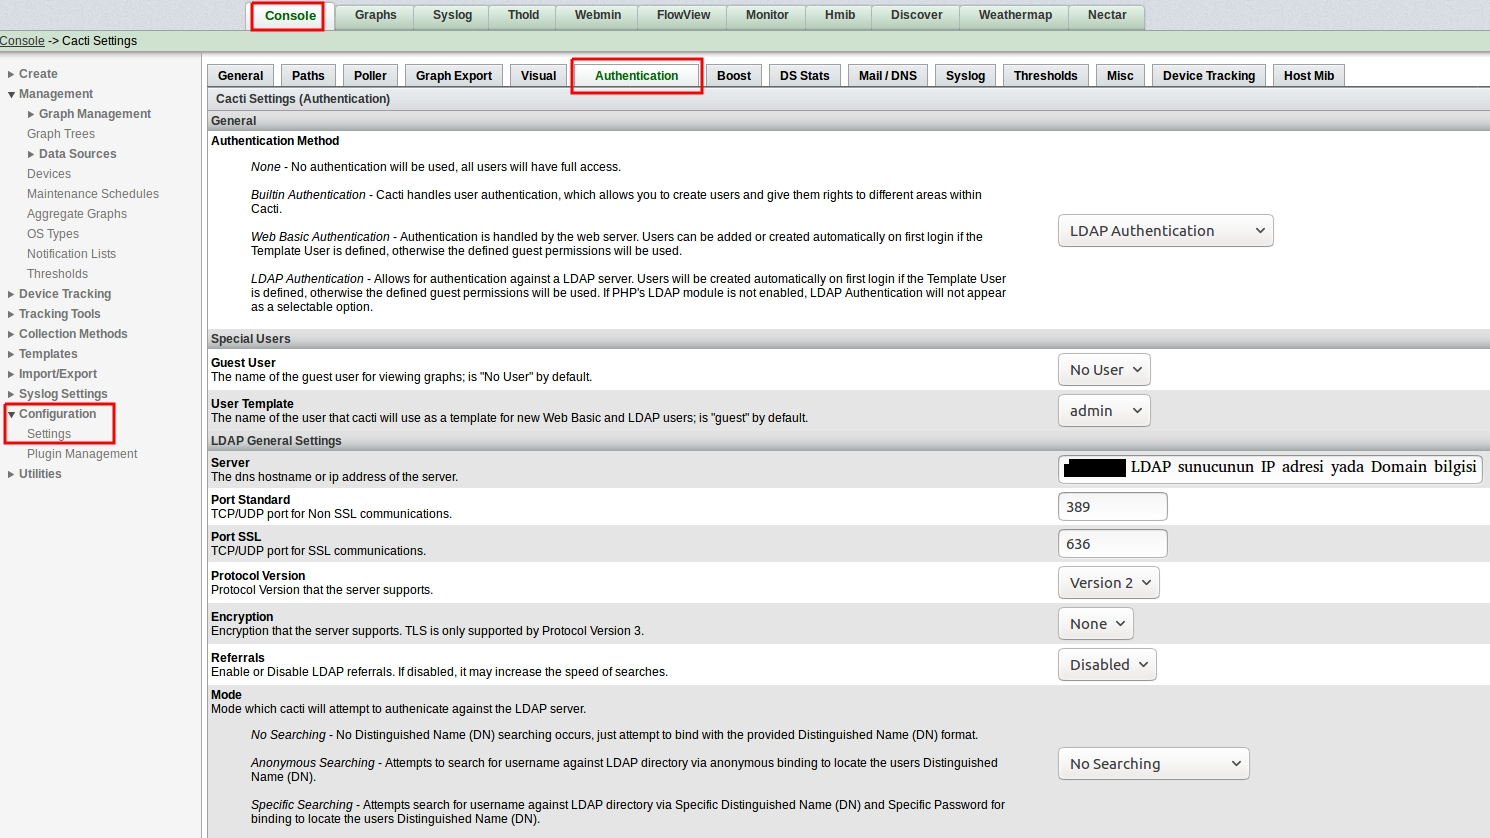 Console Graphs Syslog Thold Webmin FlowView Monitor Hmib Discover Weathermap Nectar
Console -> Cacti Settings
Create
Management
Graph Management
Graph Trees
Data Sources
Devices
Maintenance Schedules
Aggregate Graphs
OS Types
Notification Lists
Thresholds
Device Tracking
Tracking Tools
Collection Methods
Templates
Import/Export
Syslog Settings
Configuration
Settings
Plugin Management
Utilities
General Paths Poller Graph Export Visual Authentication Boost DS Stats Mail / DNS Syslog Thresholds Misc Device Tracking Host Mib
Cacti Settings (Authentication)
General
Authentication Method
None - No authentication will be used, all users will have full access.
Builtin Authentication - Cacti handles user authentication, which allows you to create users and give them rights to different areas within
Cacti.
Web Basic Authentication - Authentication is handled by the web server. Users can be added or created automatically on first login if the
Template User is defined, otherwise the defined guest permissions will be used.
LDAP Authentication - Allows for authentication against a LDAP server. Users will be created automatically on first login if the Template User
is defined, otherwise the defined guest permissions will be used. If PHP's LDAP module is not enabled, LDAP Authentication will not appear
as a selectable option.
LDAP Authentication
Special Users
Guest User
The name of the guest user for viewing graphs; is "No User" by default.
No User
User Template
The name of the user that cacti will use as a template for new Web Basic and LDAP users; is "guest" by default.
admin
LDAP General Settings
Server
The dns hostname or ip address of the server.
LDAP sunucunun IP adresi yada Domain bilgisi
Port Standard
TCP/UDP port for Non SSL communications.
389
Port SSL
TCP/UDP port for SSL communications.
636
Protocol Version
Protocol Version that the server supports.
Version 2
Encryption
Encryption that the server supports. TLS is only supported by Protocol Version 3.
None
Referrals
Enable or Disable LDAP referrals. If disabled, it may increase the speed of searches.
Disabled
Mode
Mode which cacti will attempt to authenicate against the LDAP server.
No Searching - No Distinguished Name (DN) searching occurs, just attempt to bind with the provided Distinguished Name (DN) format.
Anonymous Searching - Attempts to search for username against LDAP directory via anonymous binding to locate the users Distinguished
Name (DN).
Specific Searching - Attempts search for username against LDAP directory via Specific Distinguished Name (DN) and Specific Password for
binding to locate the users Distinguished Name (DN).
No Searching